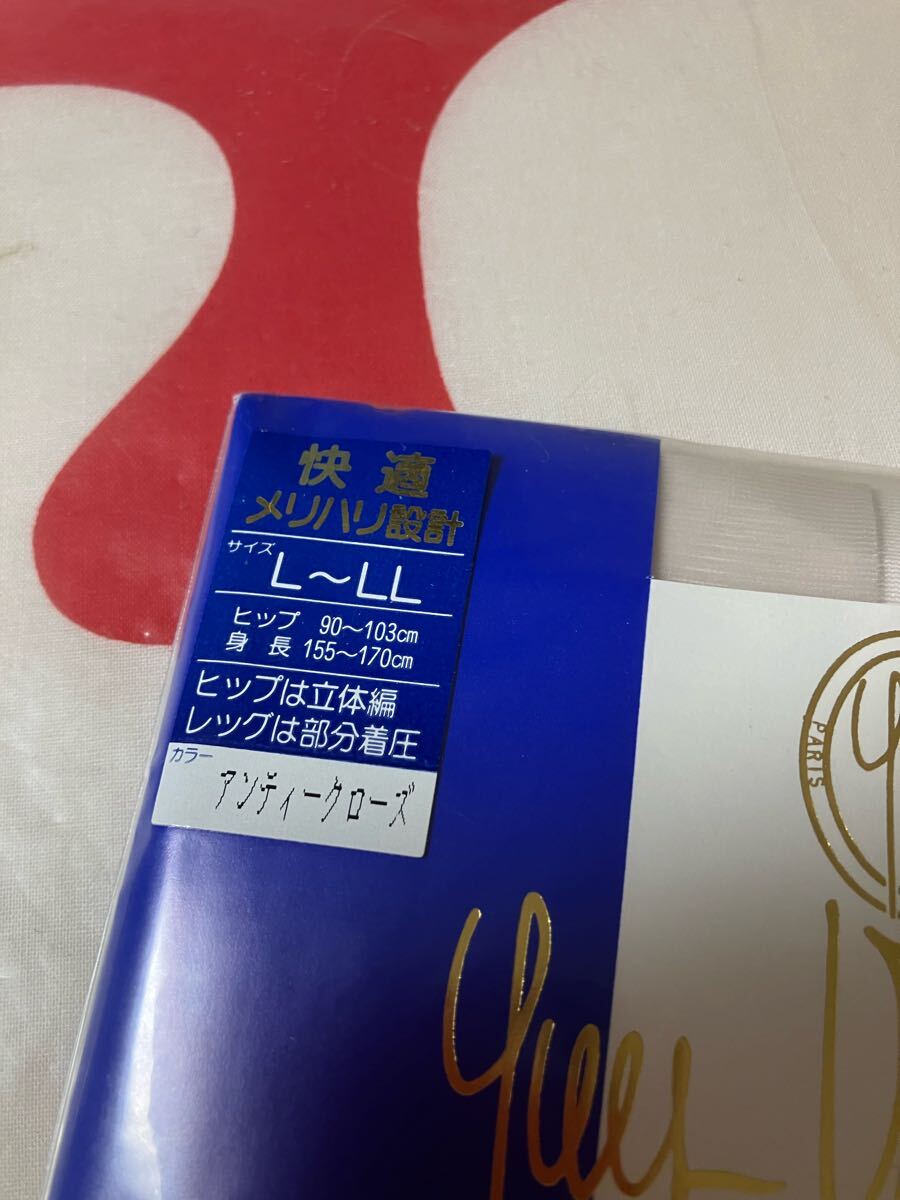 快適
メリハリ設計
サイズ
L～LL
ヒップ 90～103cm
身長 155～170cm
ヒップは立体編
レッグは部分着圧
カラー
アンティークローズ
PARIS